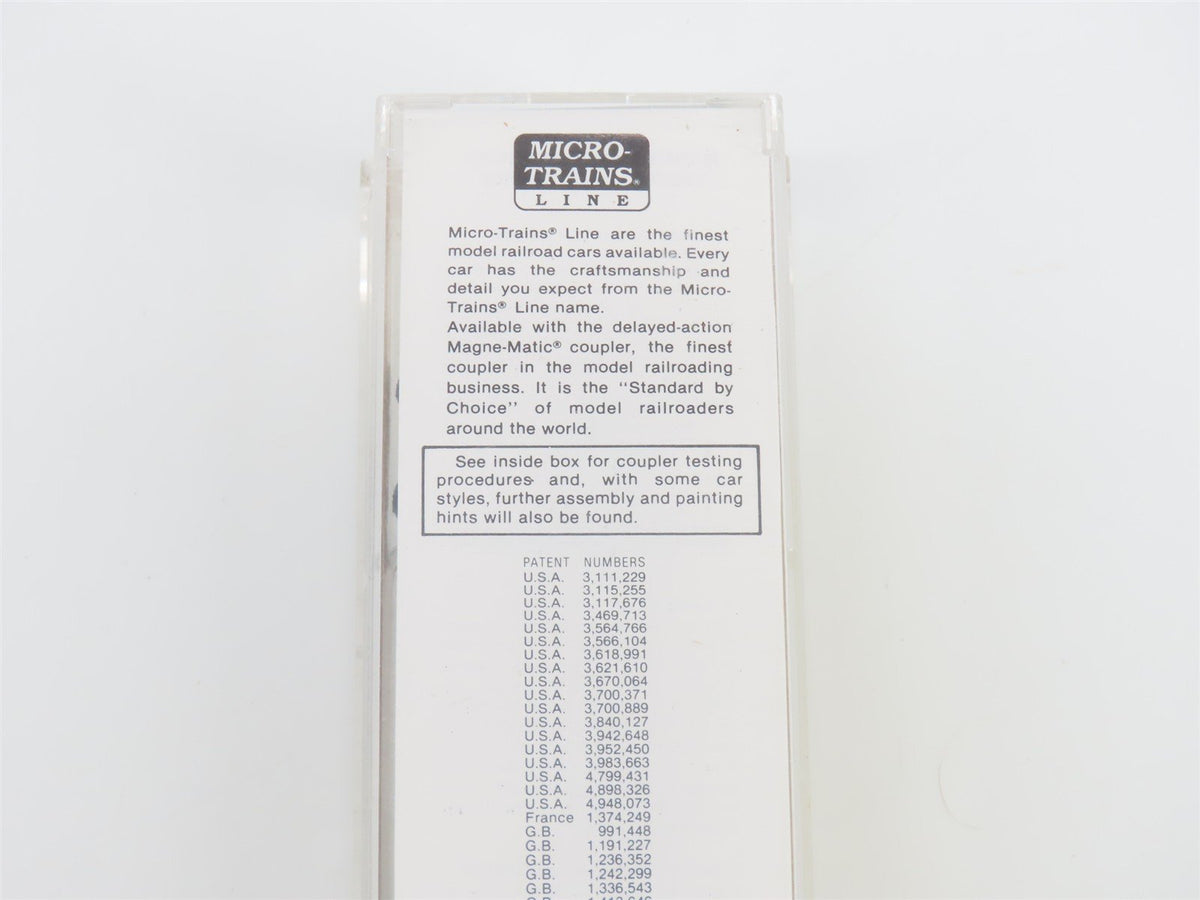 MICRO-
TRAINS®
LINE
Micro-Trains® Line are the finest
model railroad cars available. Every
car has the craftsmanship and
detail you expect from the Micro-
Trains® Line name.
Available with the delayed-action
Magne-Matic® coupler, the finest
coupler in the model railroading
business. It is the "Standard by
Choice" of model railroaders
around the world.
See inside box for coupler testing
procedures and, with some car
styles, further assembly and painting
hints will also be found.
PATENT NUMBERS
U.S.A. 3,111,229
U.S.A. 3,115,255
U.S.A. 3,117,676
U.S.A. 3,469,713
U.S.A. 3,564,766
U.S.A. 3,566,104
U.S.A. 3,618,991
U.S.A. 3,621,610
U.S.A. 3,670,064
U.S.A. 3,700,371
U.S.A. 3,700,889
U.S.A. 3,840,127
U.S.A. 3,942,648
U.S.A. 3,952,450
U.S.A. 3,983,663
U.S.A. 4,799,431
U.S.A. 4,898,326
U.S.A. 4,948,073
France 1,374,249
G.B. 991,448
G.B. 1,191,227
G.B. 1,236,352
G.B. 1,242,299
G.B. 1,336,543